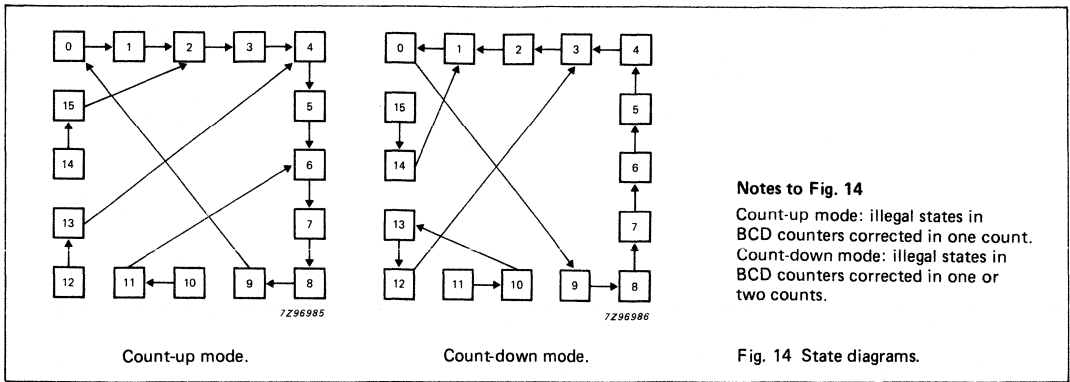 0 1 2 3 4
15
5
14
6
13
7
12 11 10 9 8
7Z96985
Count-up mode.
0 1 2 3 4
15
5
14
6
13
7
12 11 10 9 8
7Z96986
Count-down mode.
Notes to Fig. 14
Count-up mode: illegal states in
BCD counters corrected in one count.
Count-down mode: illegal states in
BCD counters corrected in one or
two counts.
Fig. 14 State diagrams.